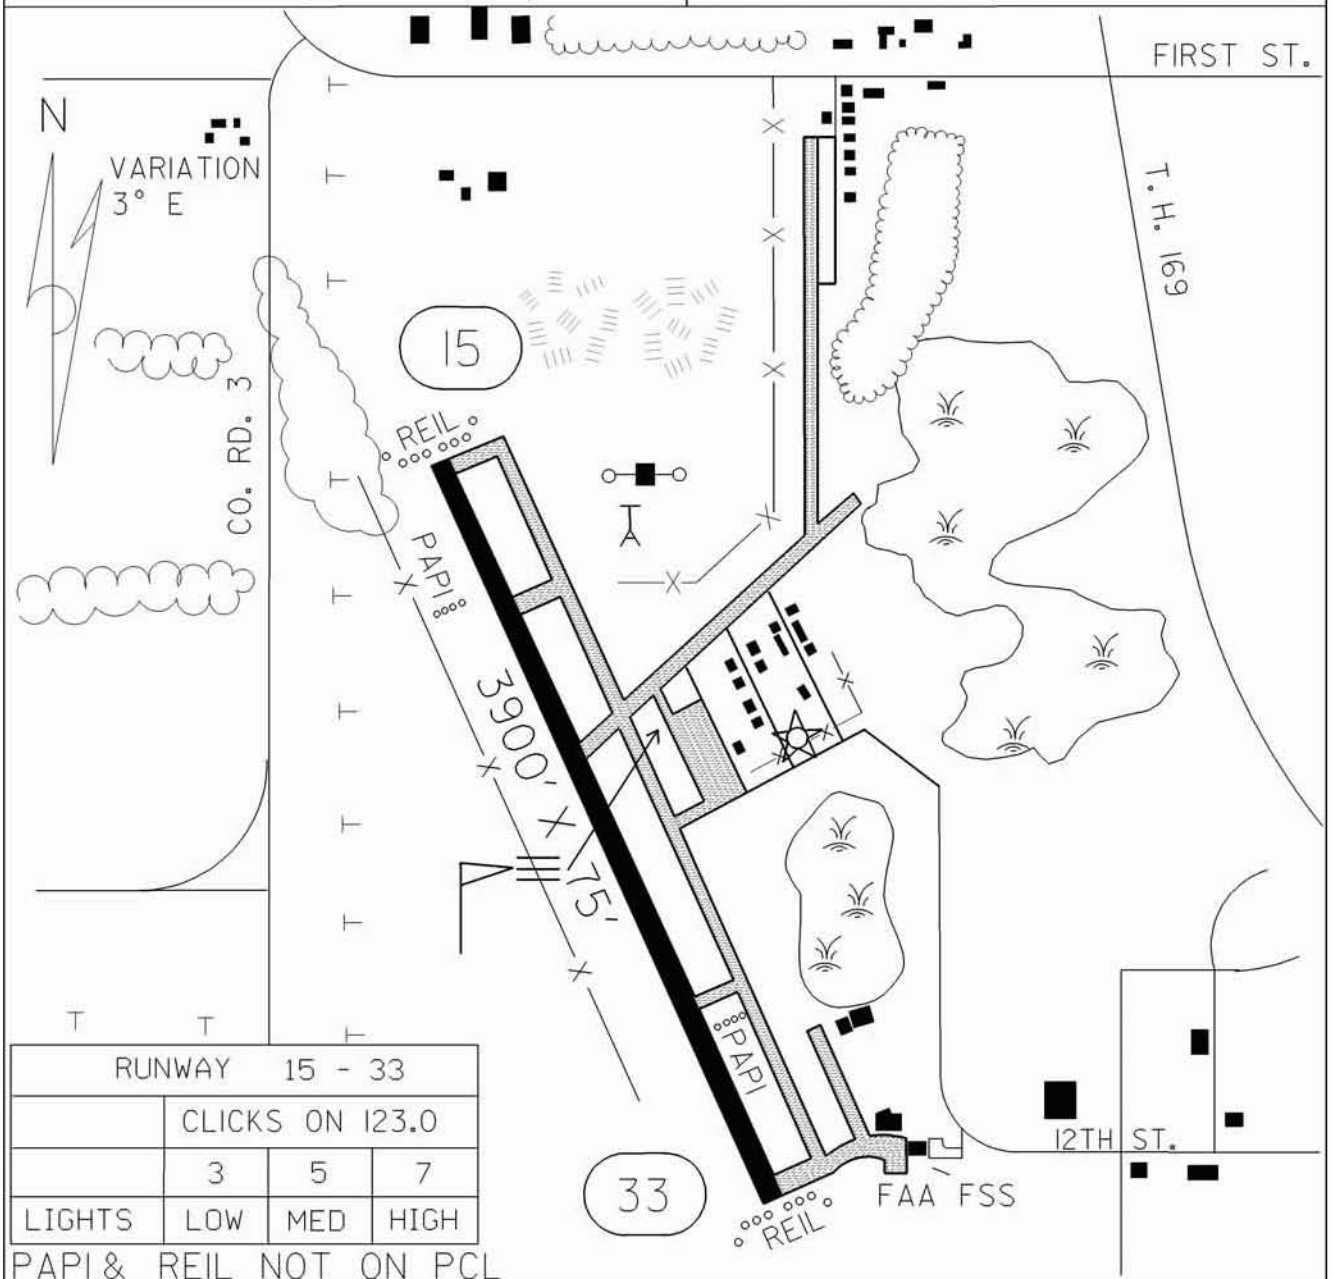 FIRST ST.
N
VARIATION
3° E
T.H. 169
15
CO. RD. 3
REIL
PAPI
3900' X 75'
PAPI
RUNWAY 15 - 33
CLICKS ON 123.0
3 5 7
LIGHTS LOW MED HIGH
PAPI & REIL NOT ON PCL
33
REIL
FAA FSS
12TH ST.